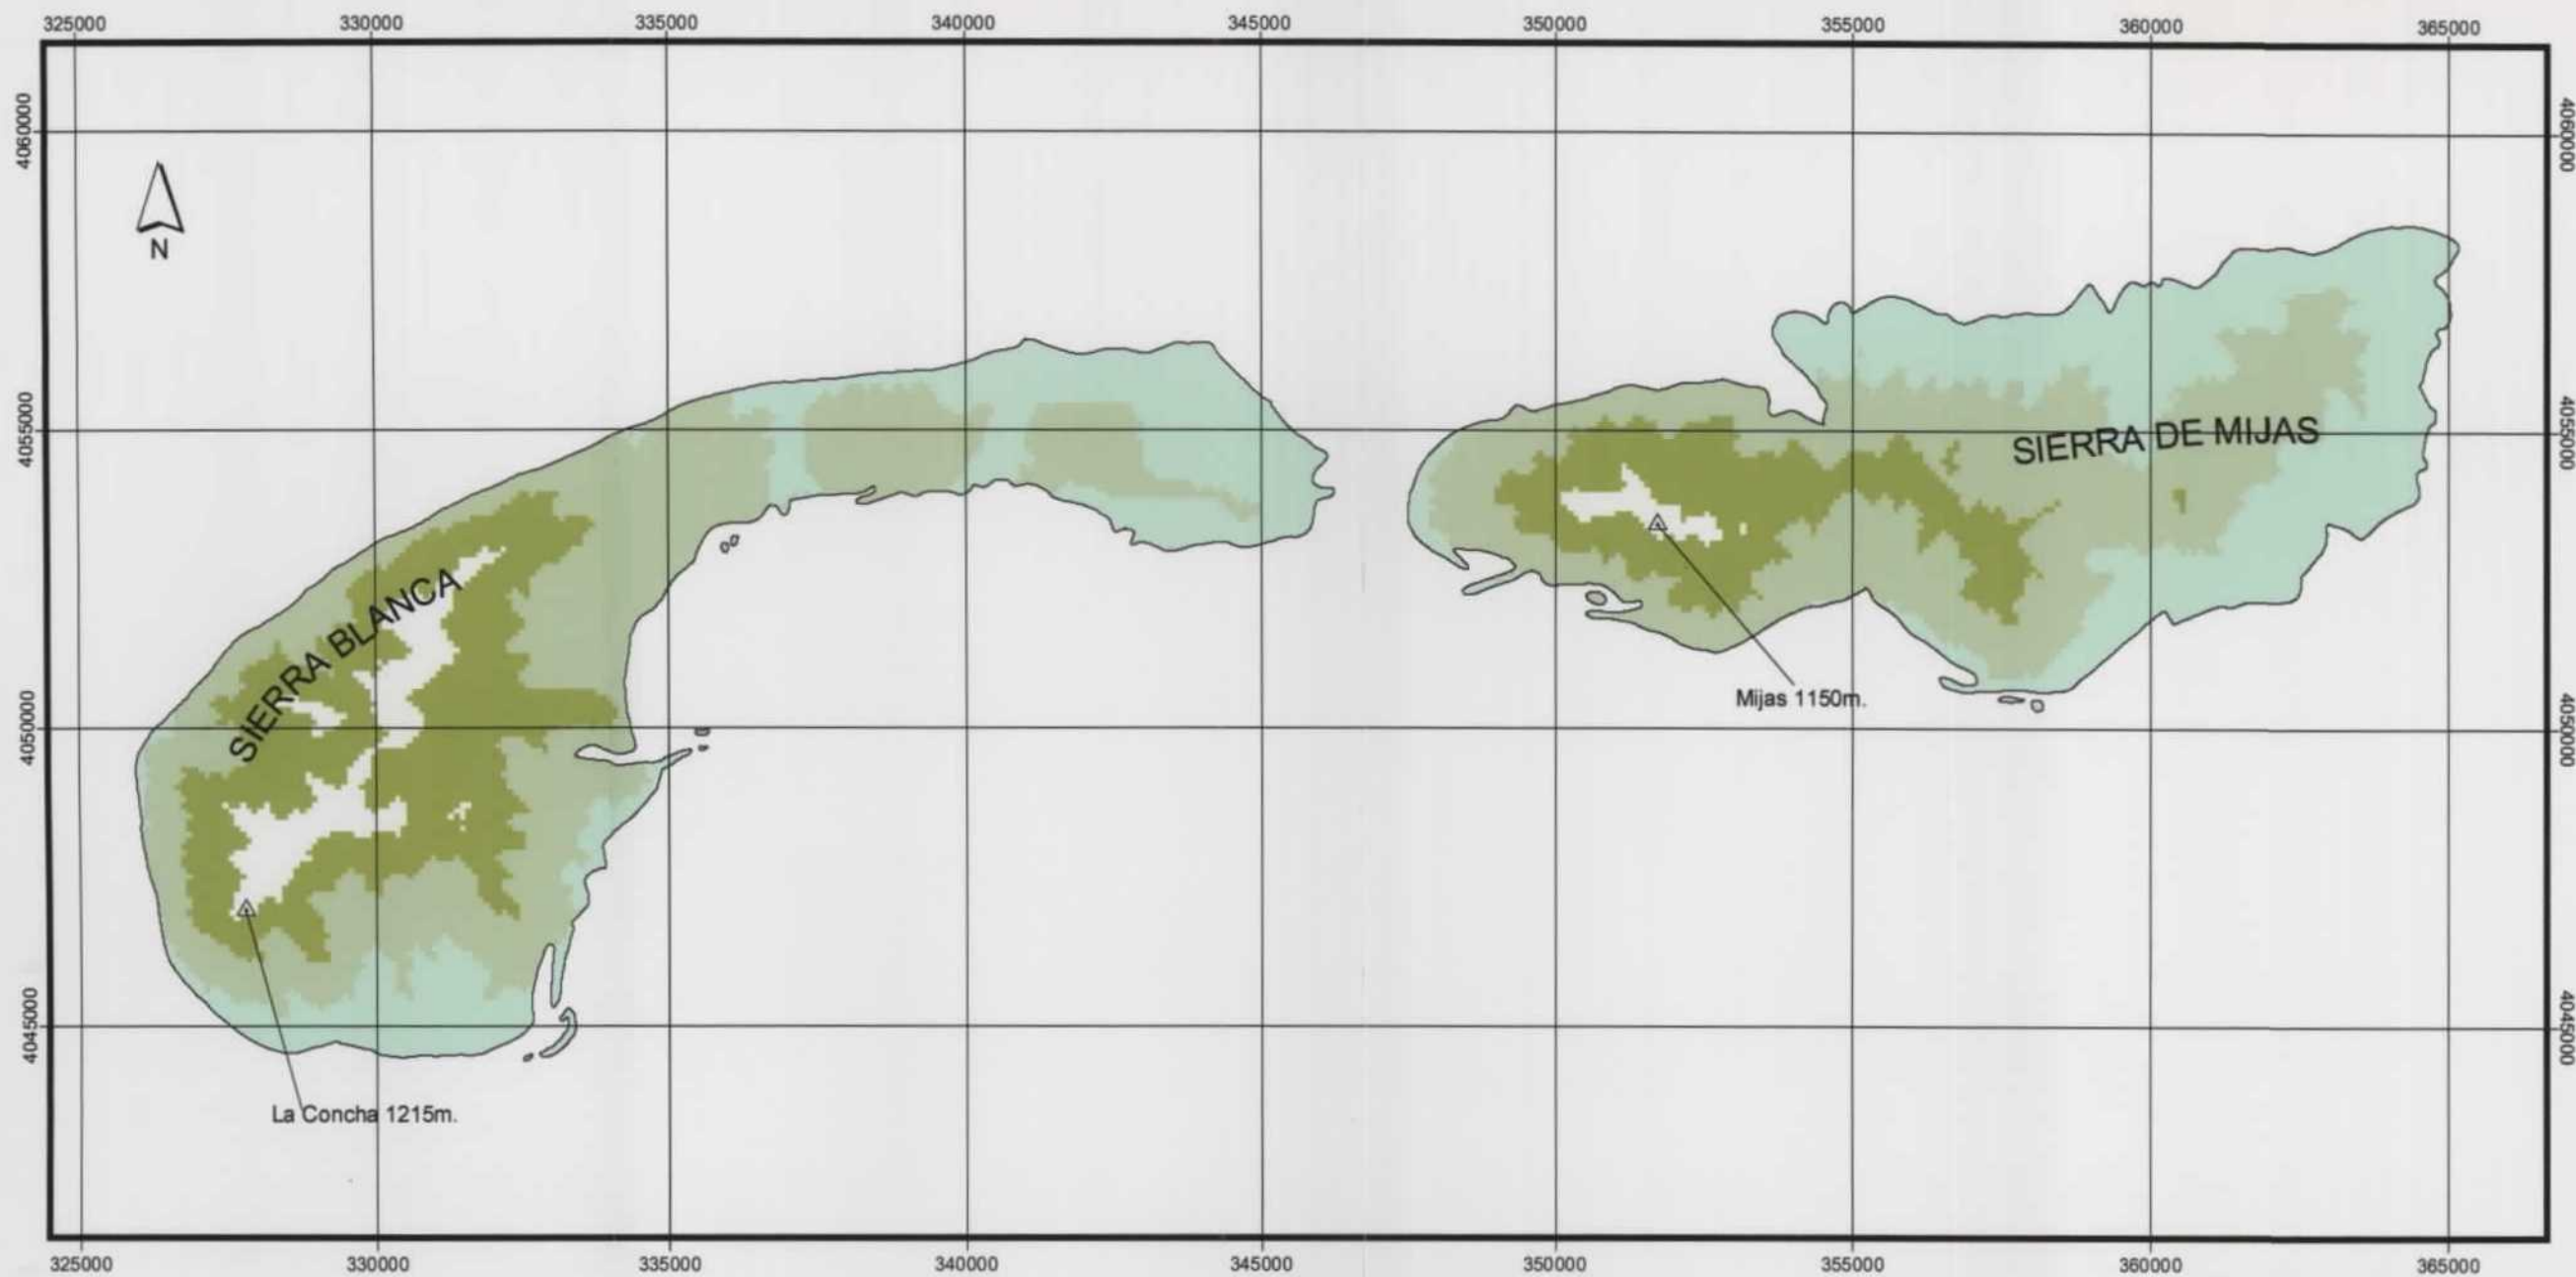 325000 330000 335000 340000 345000 350000 355000 360000 365000
4060000 4060000
N
4055000 4055000
SIERRA DE MIJAS
SIERRA BLANCA
Mijas 1150m.
4050000 4050000
4045000 4045000
La Concha 1215m.
325000 330000 335000 340000 345000 350000 355000 360000 365000